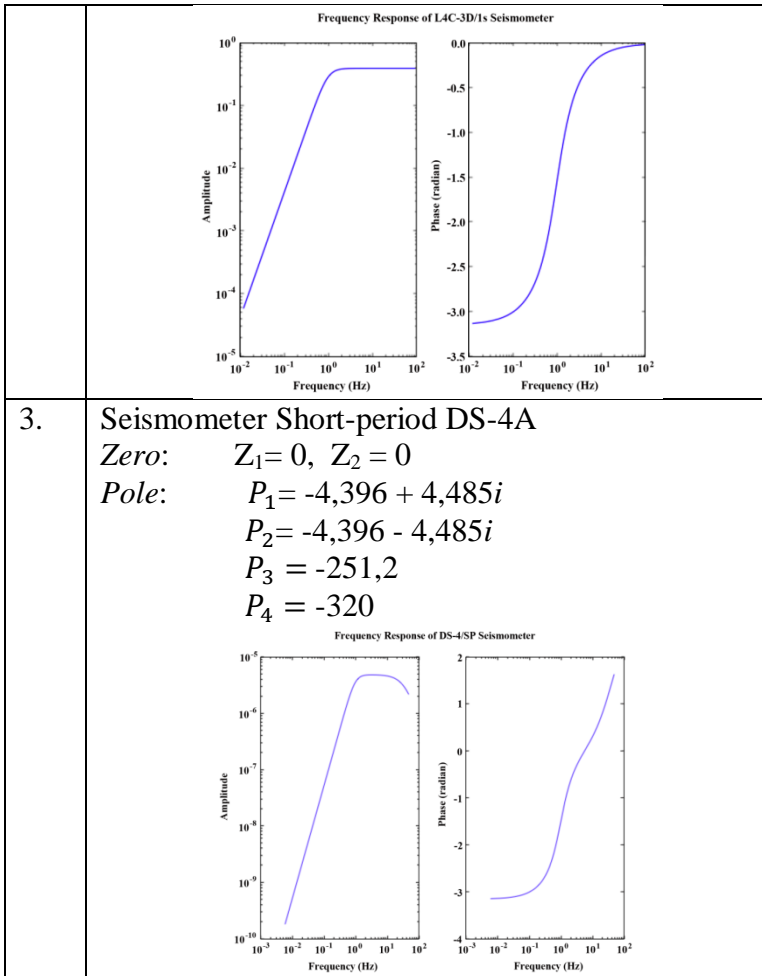 Frequency Response of L4C-3D/1s Seismometer
10⁰
10⁻¹
10⁻²
10⁻³
10⁻⁴
10⁻⁵
Amplitude
10⁻² 10⁻¹ 10⁰ 10¹ 10²
Frequency (Hz)
0.0
-0.5
-1.0
-1.5
-2.0
-2.5
-3.0
-3.5
Phase (radian)
10⁻² 10⁻¹ 10⁰ 10¹ 10²
Frequency (Hz)
3. Seismometer Short-period DS-4A
Zero: Z₁= 0, Z₂ = 0
Pole: P₁= -4,396 + 4,485i
P₂= -4,396 - 4,485i
P₃ = -251,2
P₄ = -320
Frequency Response of DS-4/SP Seismometer
10⁻⁵
10⁻⁶
10⁻⁷
10⁻⁸
10⁻⁹
10⁻¹⁰
Amplitude
10⁻³ 10⁻² 10⁻¹ 10⁰ 10¹ 10²
Frequency (Hz)
2
1
0
-1
-2
-3
-4
Phase (radian)
10⁻³ 10⁻² 10⁻¹ 10⁰ 10¹ 10²
Frequency (Hz)